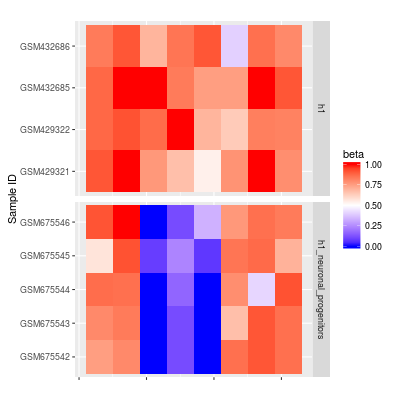 GSM432686
GSM432685
GSM429322
GSM429321
h1
GSM675546
GSM675545
GSM675544
GSM675543
GSM675542
h1_neuronal_progenitors
Sample ID
beta
1.00
0.75
0.50
0.25
0.00